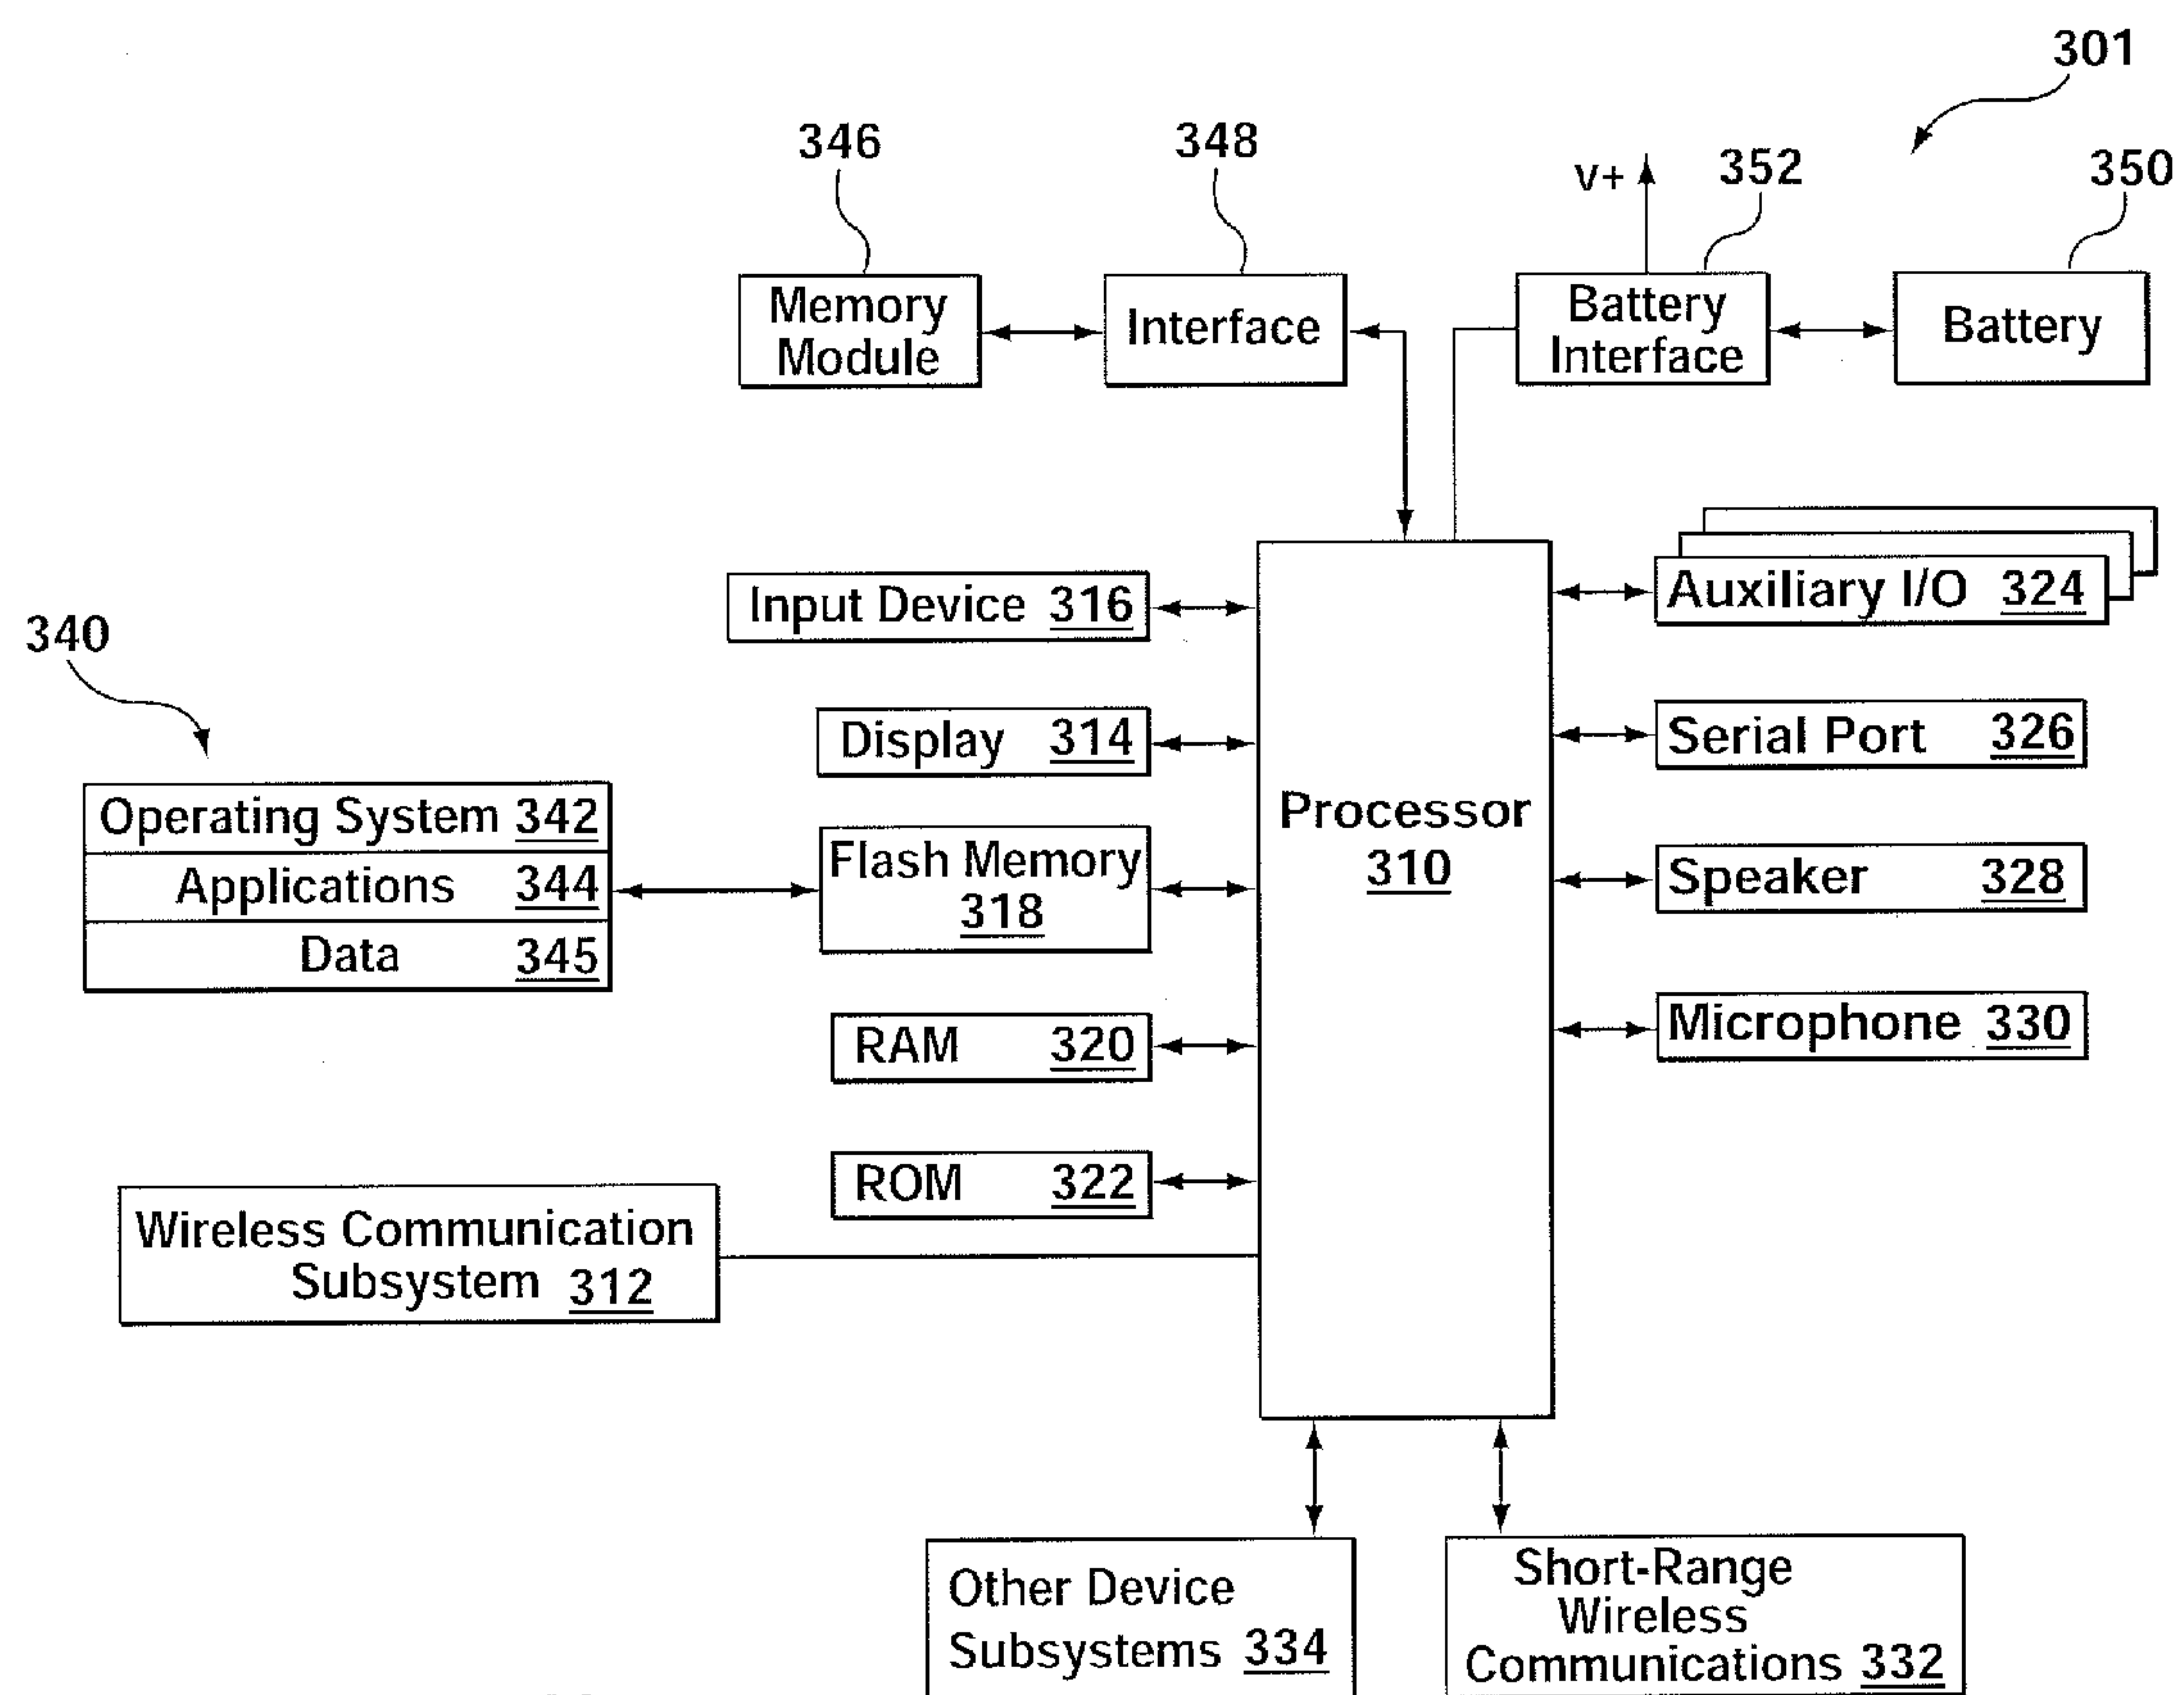 301
346
348
V+
352
350
Memory
Module
Interface
Battery
Interface
Battery
Input Device 316
Auxiliary I/O 324
340
Display 314
Serial Port 326
Operating System 342
Applications 344
Data 345
Flash Memory
318
Processor
310
Speaker 328
RAM 320
Microphone 330
ROM 322
Wireless Communication
Subsystem 312
Other Device
Subsystems 334
Short-Range
Wireless
Communications 332